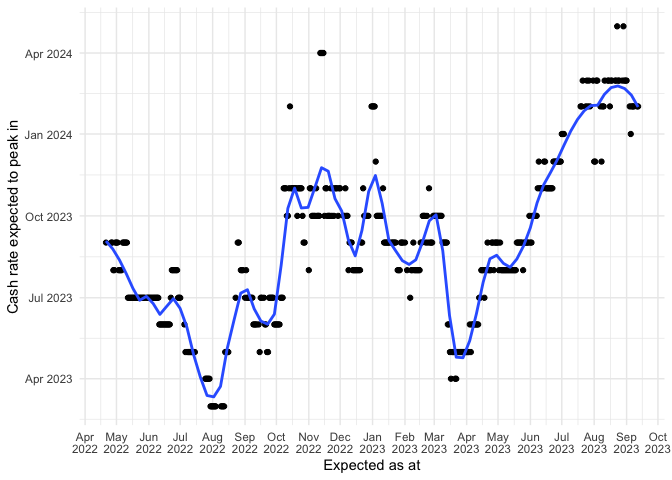 Cash rate expected to peak in
Apr 2024
Jan 2024
Oct 2023
Jul 2023
Apr 2023
Apr May Jun Jul Aug Sep Oct Nov Dec Jan Feb Mar Apr May Jun Jul Aug Sep Oct
2022 2022 2022 2022 2022 2022 2022 2022 2022 2023 2023 2023 2023 2023 2023 2023 2023 2023 2023
Expected as at